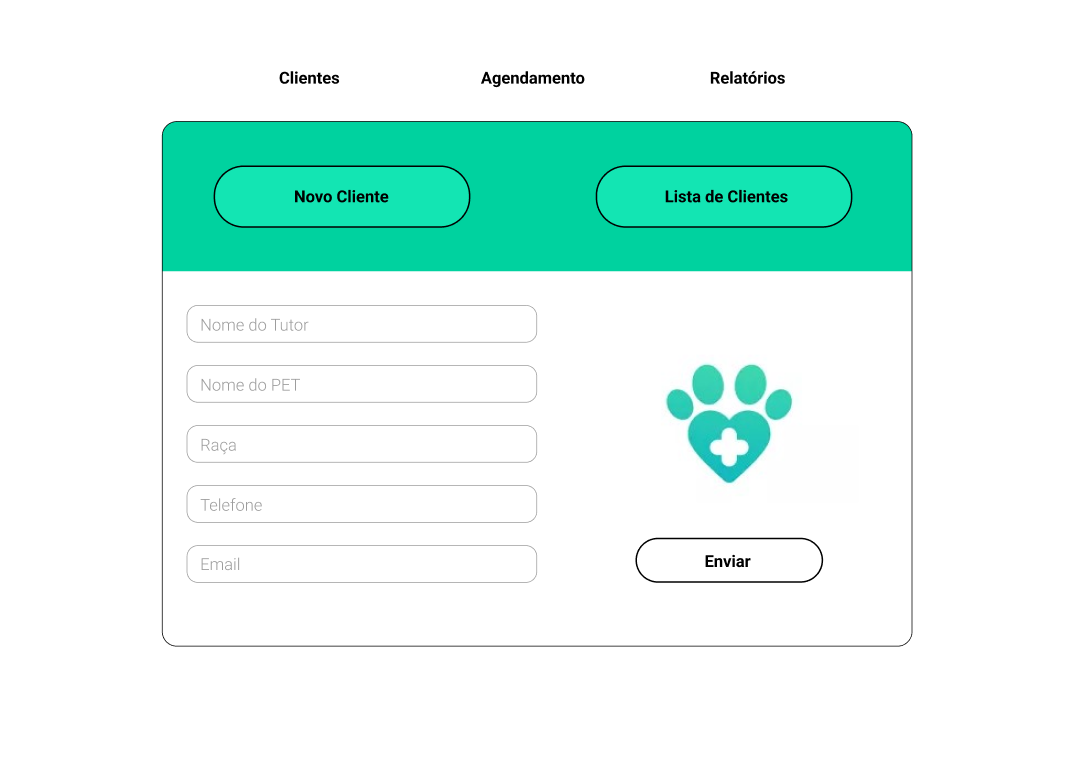 Clientes
Agendamento
Relatórios
Novo Cliente
Lista de Clientes
Nome do Tutor
Nome do PET
Raça
Telefone
Email
Enviar